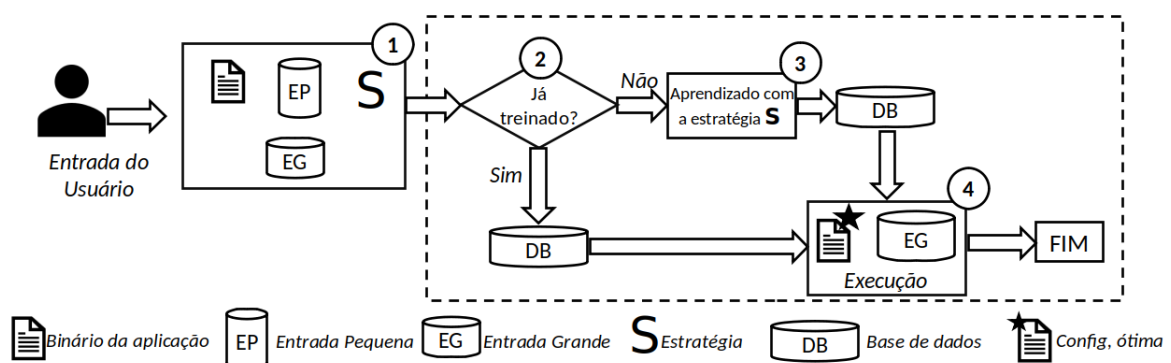 1
EP
S
EG
Entrada do
Usuário
2
Já
treinado?
Não
Sim
3
Aprendizado com
a estratégia S
DB
DB
4
EG
Execução
FIM
Binário da aplicação
EP Entrada Pequena
EG Entrada Grande
S Estratégia
DB Base de dados
Config, ótima